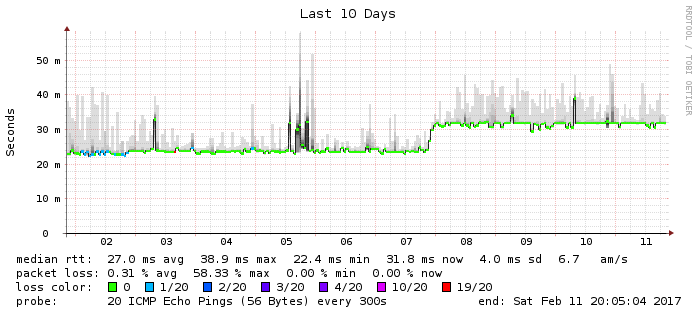 Last 10 Days
RRDTOOL / TOBI OETIKER
Seconds
50 m
40 m
30 m
20 m
10 m
0
02 03 04 05 06 07 08 09 10 11
median rtt: 27.0 ms avg 38.9 ms max 22.4 ms min 31.8 ms now 4.0 ms sd 6.7 am/s
packet loss: 0.31 % avg 58.33 % max 0.00 % min 0.00 % now
loss color: 0 1/20 2/20 3/20 4/20 10/20 19/20
probe: 20 ICMP Echo Pings (56 Bytes) every 300s end: Sat Feb 11 20:05:04 2017